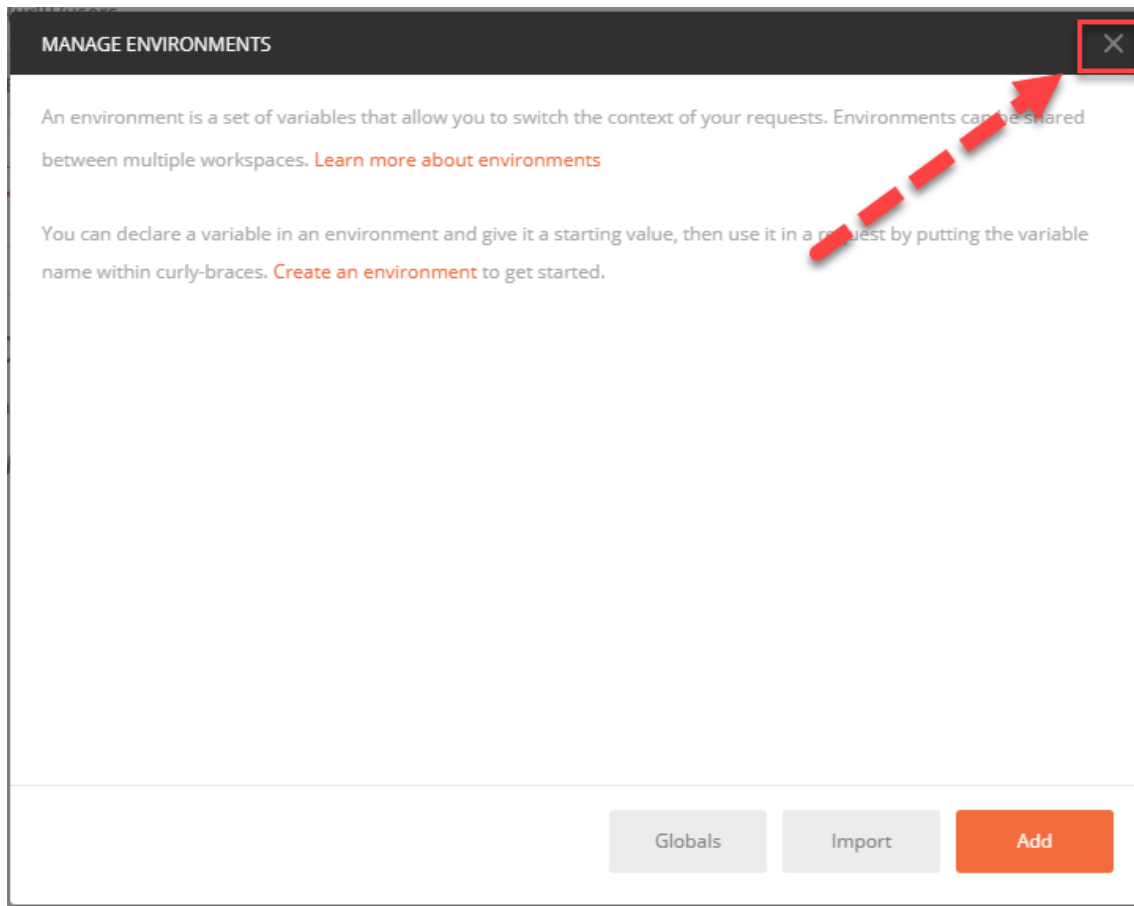 MANAGE ENVIRONMENTS
An environment is a set of variables that allow you to switch the context of your requests. Environments can be shared
between multiple workspaces. Learn more about environments
You can declare a variable in an environment and give it a starting value, then use it in a request by putting the variable
name within curly-braces. Create an environment to get started.
Globals
Import
Add